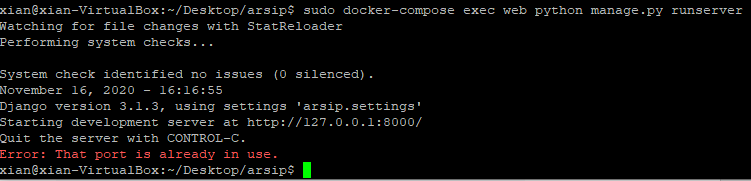 xian@xian-VirtualBox:~/Desktop/arsip$ sudo docker-compose exec web python manage.py runserver
Watching for file changes with StatReloader
Performing system checks...
System check identified no issues (0 silenced).
November 16, 2020 - 16:16:55
Django version 3.1.3, using settings 'arsip.settings'
Starting development server at http://127.0.0.1:8000/
Quit the server with CONTROL-C.
Error: That port is already in use.
xian@xian-VirtualBox:~/Desktop/arsip$